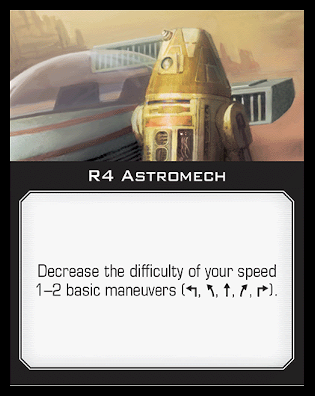 R4 Astromech
Decrease the difficulty of your speed
1–2 basic maneuvers (↰, ↖, ↑, ↗, ↱).